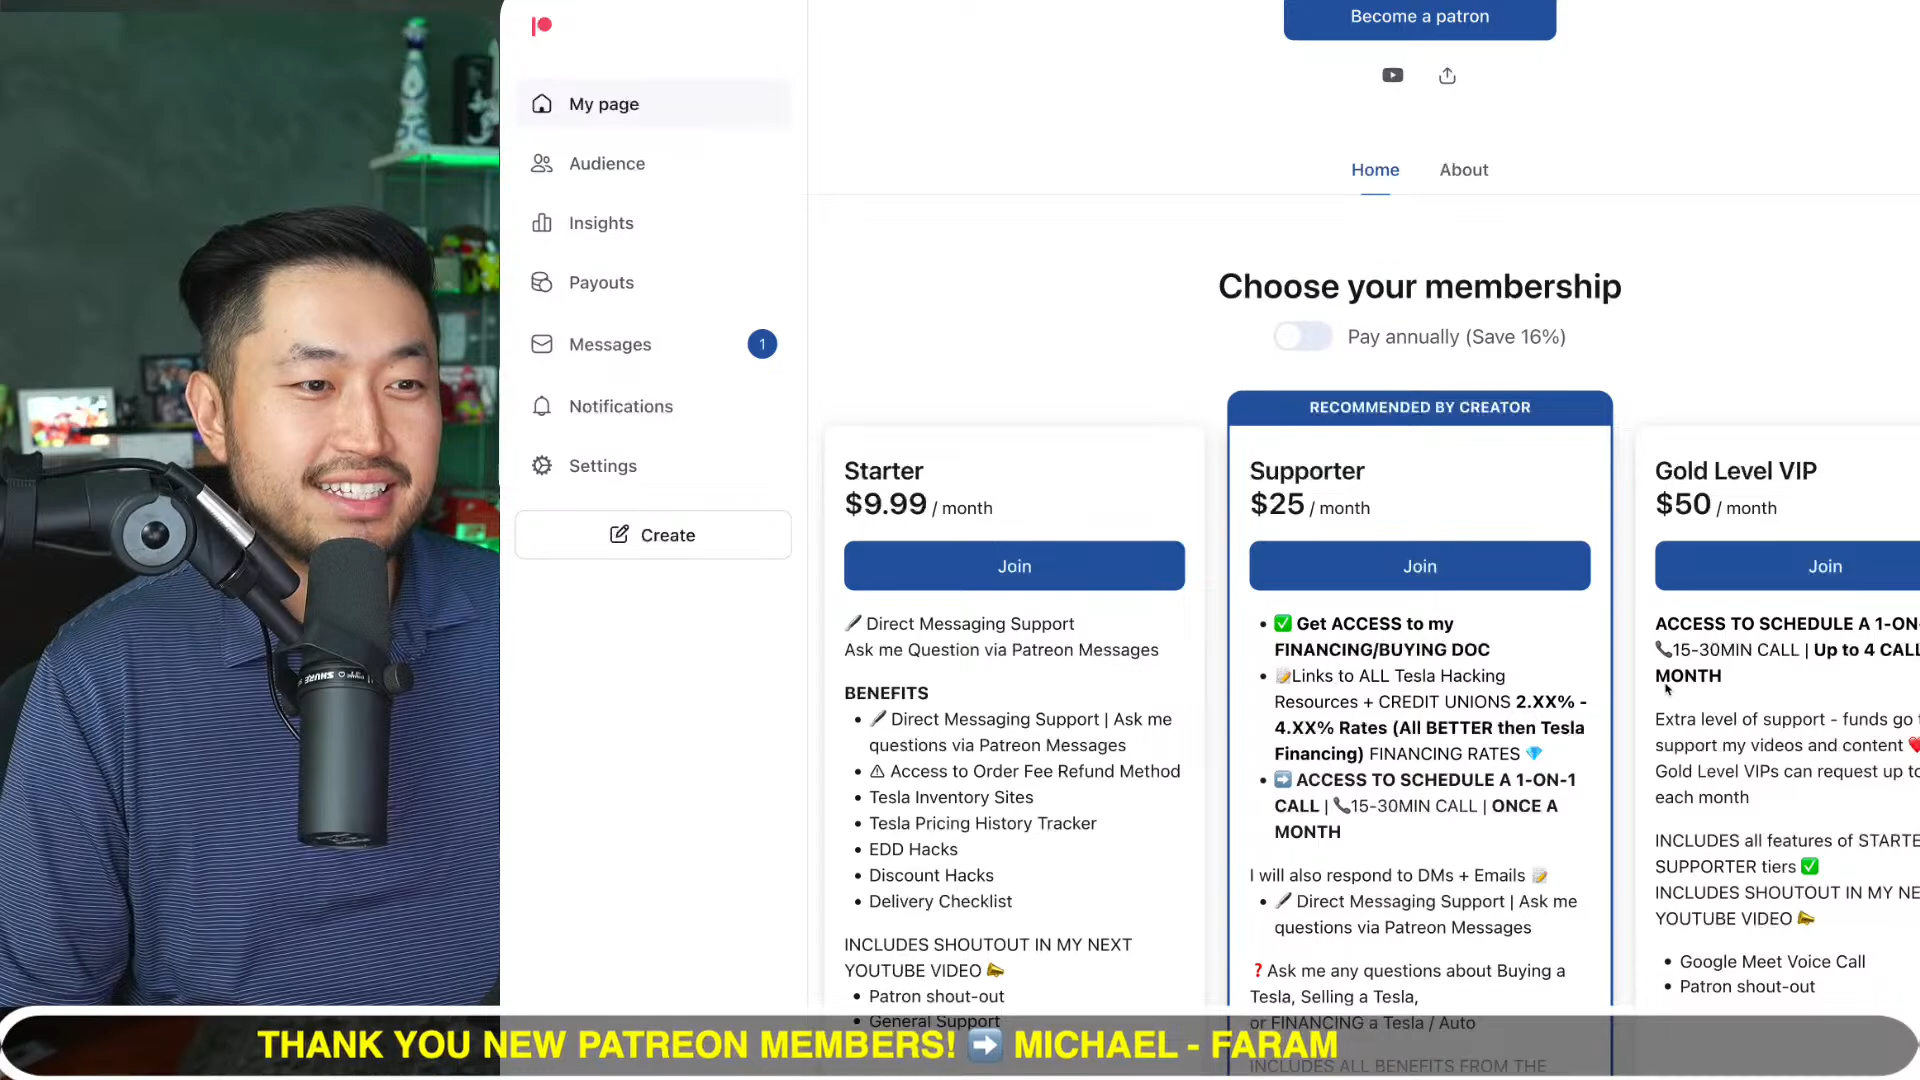 Become a patron
My page
Audience
Insights
Payouts
Messages
1
Notifications
Settings
Create
Home
About
Choose your membership
Pay annually (Save 16%)
Starter
$9.99 / month
Join
🖋️ Direct Messaging Support
Ask me Question via Patreon Messages
BENEFITS
• 🖋️ Direct Messaging Support | Ask me
questions via Patreon Messages
• ⚠ Access to Order Fee Refund Method
• Tesla Inventory Sites
• Tesla Pricing History Tracker
• EDD Hacks
• Discount Hacks
• Delivery Checklist
INCLUDES SHOUTOUT IN MY NEXT
YOUTUBE VIDEO 📣
• Patron shout-out
• General Support
RECOMMENDED BY CREATOR
Supporter
$25 / month
Join
• ✅ Get ACCESS to my
FINANCING/BUYING DOC
• 📝Links to ALL Tesla Hacking
Resources + CREDIT UNIONS 2.XX% -
4.XX% Rates (All BETTER then Tesla
Financing) FINANCING RATES 💎
• ➡️ ACCESS TO SCHEDULE A 1-ON-1
CALL | 📞15-30MIN CALL | ONCE A
MONTH
I will also respond to DMs + Emails 📝
• 🖋️ Direct Messaging Support | Ask me
questions via Patreon Messages
❓Ask me any questions about Buying a
Tesla, Selling a Tesla,
or FINANCING a Tesla / Auto
INCLUDES ALL BENEFITS FROM THE
Gold Level VIP
$50 / month
Join
ACCESS TO SCHEDULE A 1-ON-
📞15-30MIN CALL | Up to 4 CALL
MONTH
Extra level of support - funds go
support my videos and content ❤️
Gold Level VIPs can request up to
each month
INCLUDES all features of STARTE
SUPPORTER tiers ✅
INCLUDES SHOUTOUT IN MY NE
YOUTUBE VIDEO 📣
• Google Meet Voice Call
• Patron shout-out
SHURE
THANK YOU NEW PATREON MEMBERS! ➡️ MICHAEL - FARAM